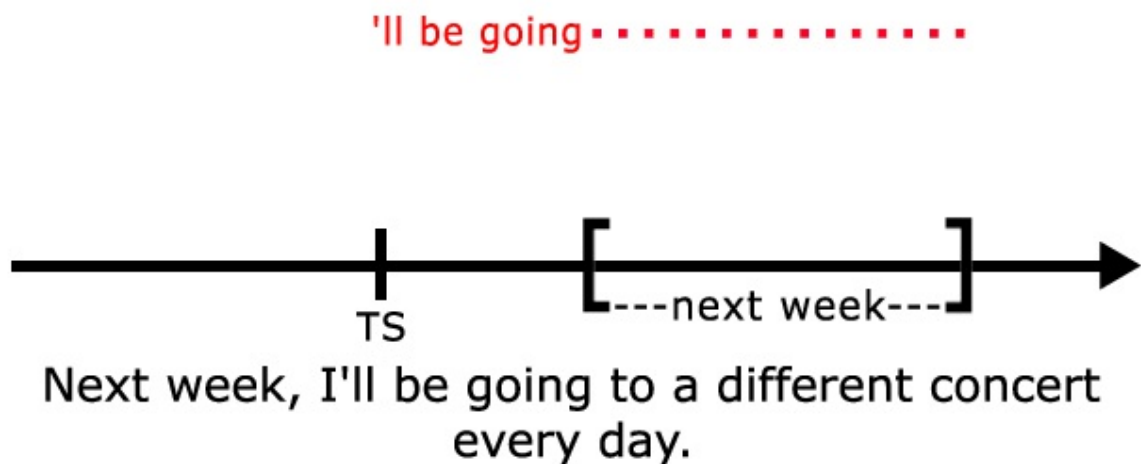 'll be going
TS
---next week---
Next week, I'll be going to a different concert
every day.